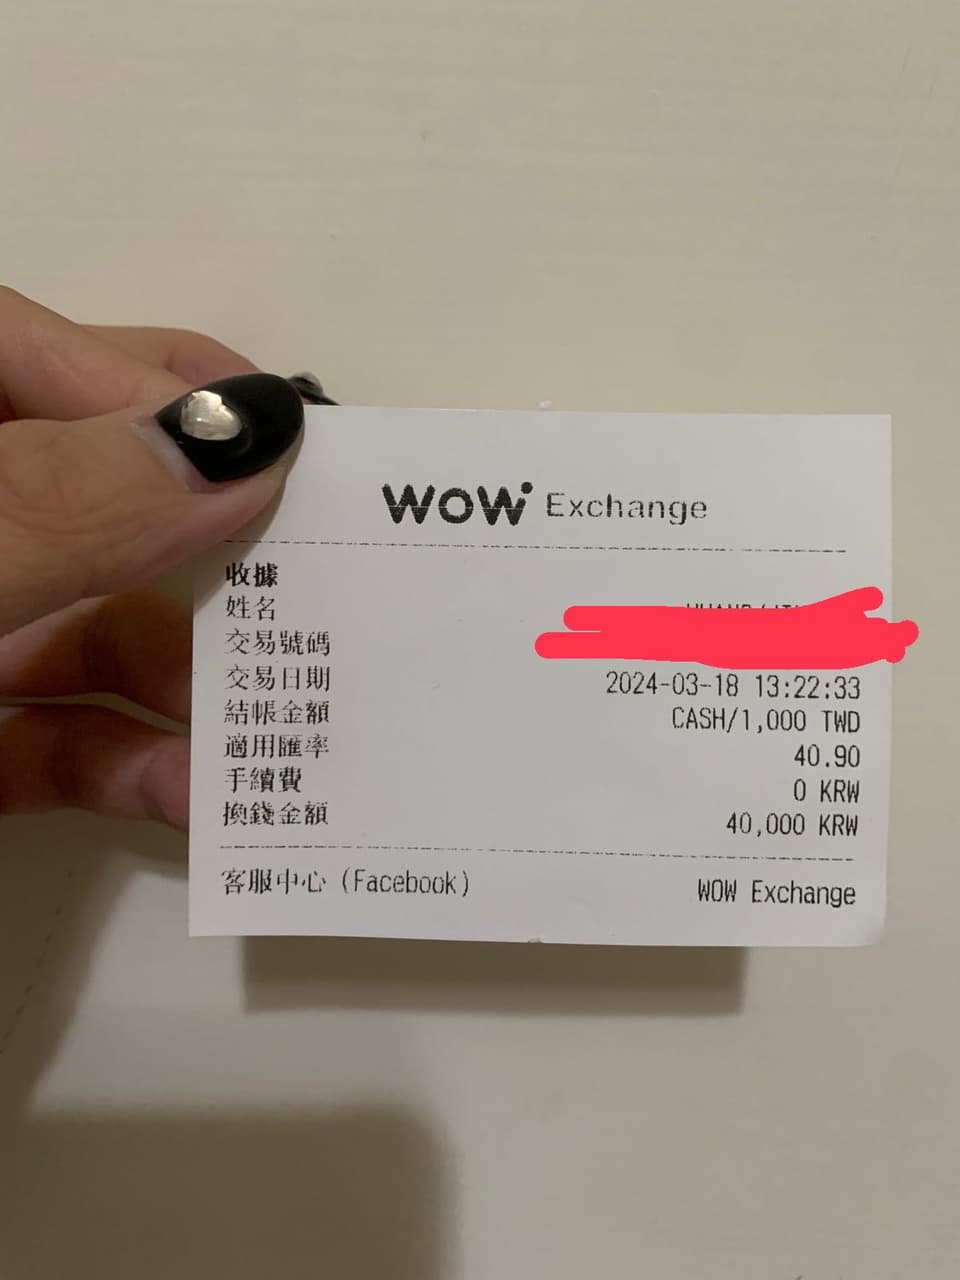 WOW Exchange
收據
姓名
交易號碼
交易日期 2024-03-18 13:22:33
結帳金額 CASH/1,000 TWD
適用匯率 40.90
手續費 0 KRW
換錢金額 40,000 KRW
客服中心 (Facebook) WOW Exchange